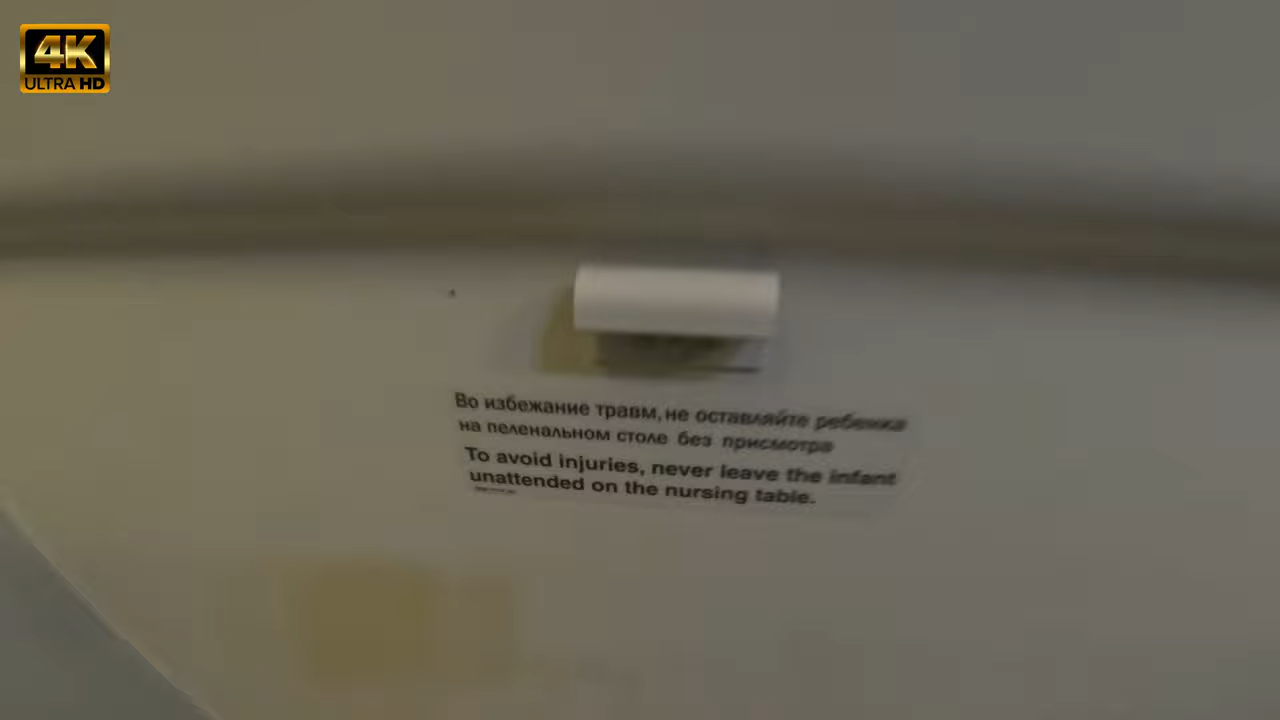 4K
ULTRA HD
Во избежание травм, не оставляйте ребенка
на пеленальном столе без присмотра
To avoid injuries, never leave the infant
unattended on the nursing table.